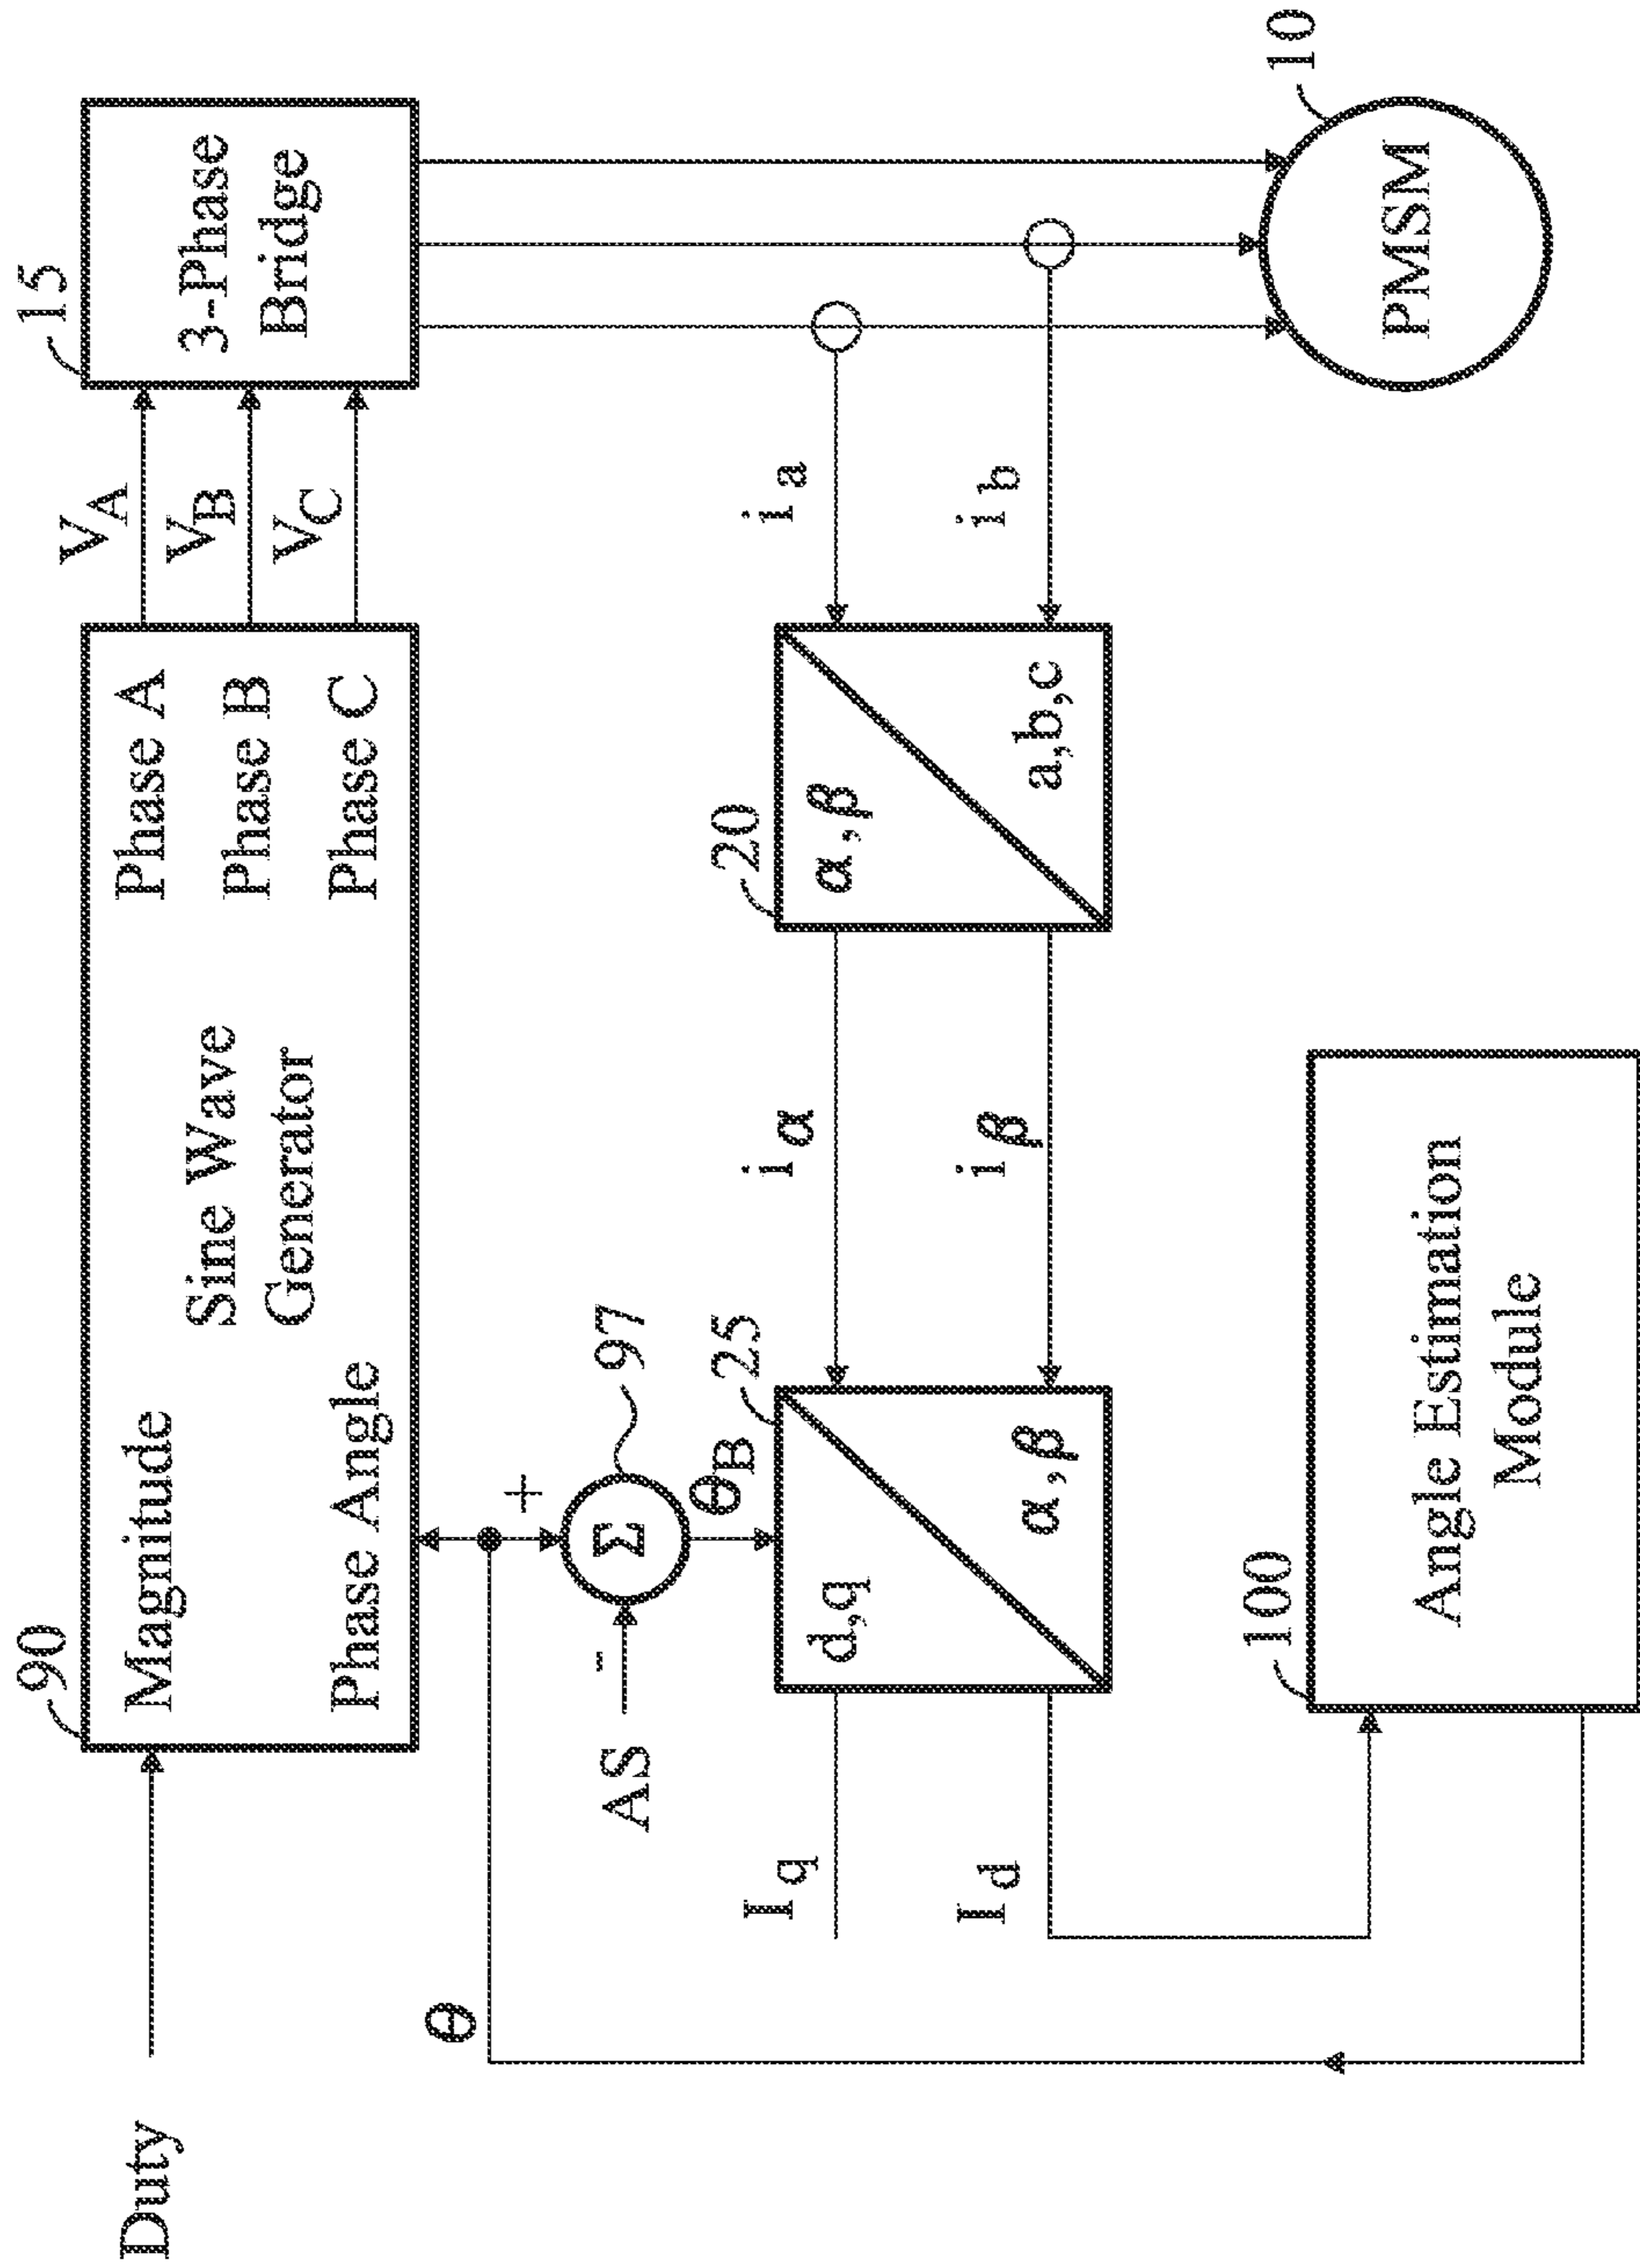 Duty
90
Magnitude
Phase Angle
Sine Wave
Generator
Phase A
Phase B
Phase C
VA
VB
VC
15
3-Phase
Bridge
θ
+
Σ
97
AS
-
θB
25
d,q
α,β
Iq
Id
iα
iβ
20
α,β
a,b,c
ia
ib
100
Angle Estimation
Module
10
PMSM